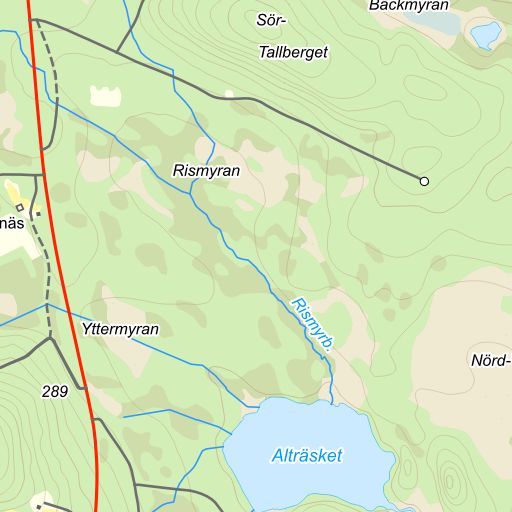 Backmyran
Sör-
Tallberget
Rismyran
näs
Rismyrb.
Yttermyran
Nörd-
289
Alträsket